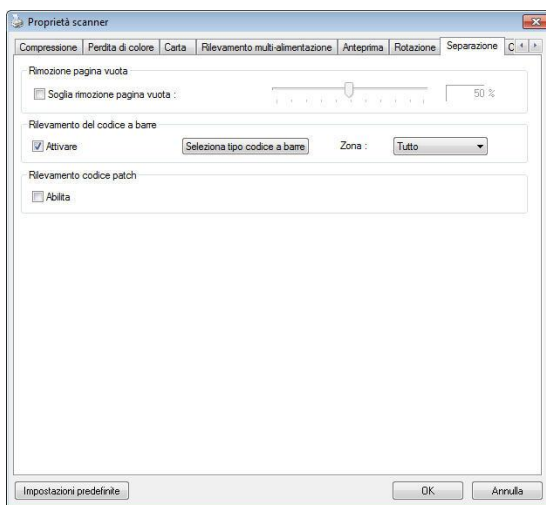 Proprietà scanner
Compressione Perdita di colore Carta Rilevamento multi-alimentazione Anteprima Rotazione Separazione C
Rimozione pagina vuota
Soglia rimozione pagina vuota : 50 %
Rilevamento del codice a barre
Attivare Seleziona tipo codice a barre Zona : Tutto
Rilevamento codice patch
Abilita
Impostazioni predefinite OK Annulla